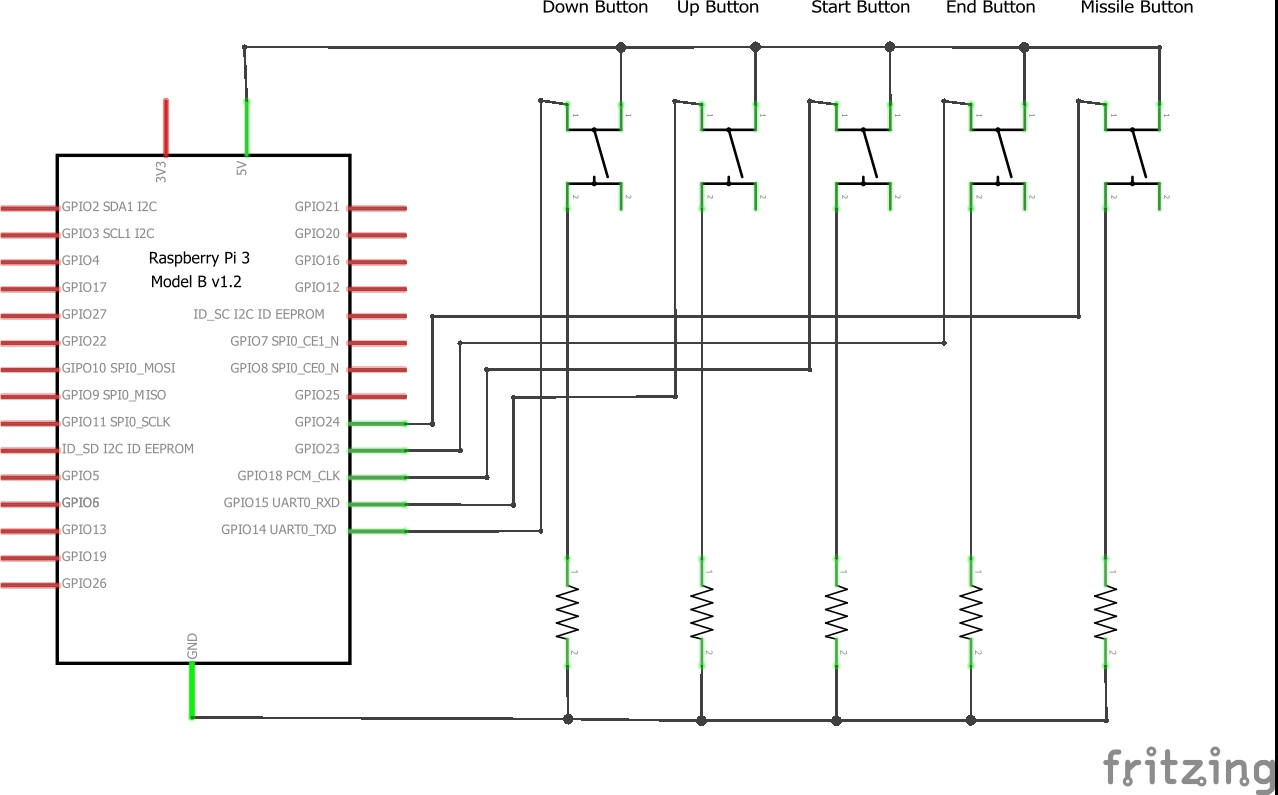 Down Button Up Button Start Button End Button Missile Button
3V3 5V
1 1 1 1 1 1 1 1 1 1
2 2 2 2 2 2 2 2 2 2
GPIO2 SDA1 I2C GPIO21
GPIO3 SCL1 I2C GPIO20
Raspberry Pi 3
GPIO4 GPIO16
Model B v1.2
GPIO17 GPIO12
GPIO27 ID_SC I2C ID EEPROM
GPIO22 GPIO7 SPI0_CE1_N
GIPO10 SPI0_MOSI GPIO8 SPI0_CE0_N
GPIO9 SPI0_MISO GPIO25
GPIO11 SPI0_SCLK GPIO24
ID_SD I2C ID EEPROM GPIO23
GPIO5 GPIO18 PCM_CLK
GPIO6 GPIO15 UART0_RXD
GPIO13 GPIO14 UART0_TXD
GPIO19
GPIO26
1 1 1 1 1
GND
2 2 2 2 2
fritzing